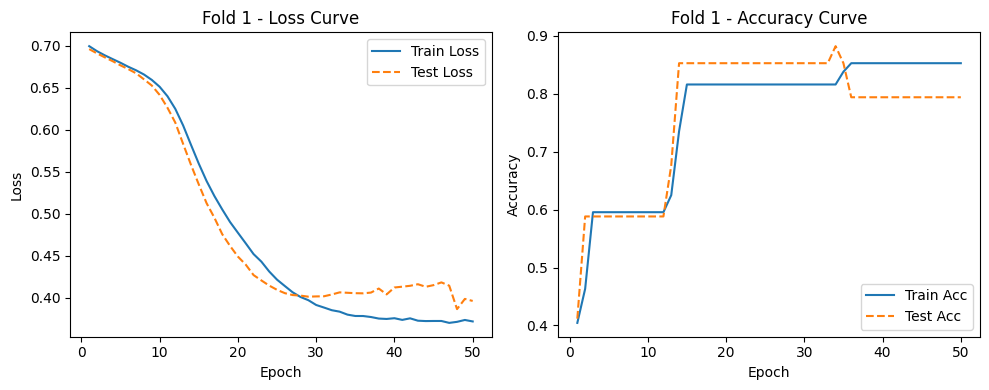 Fold 1 - Loss Curve
0.70
0.65
0.60
0.55
0.50
0.45
0.40
Loss
0
10
20
30
40
50
Epoch
Train Loss
Test Loss
Fold 1 - Accuracy Curve
0.9
0.8
0.7
0.6
0.5
0.4
Accuracy
0
10
20
30
40
50
Epoch
Train Acc
Test Acc